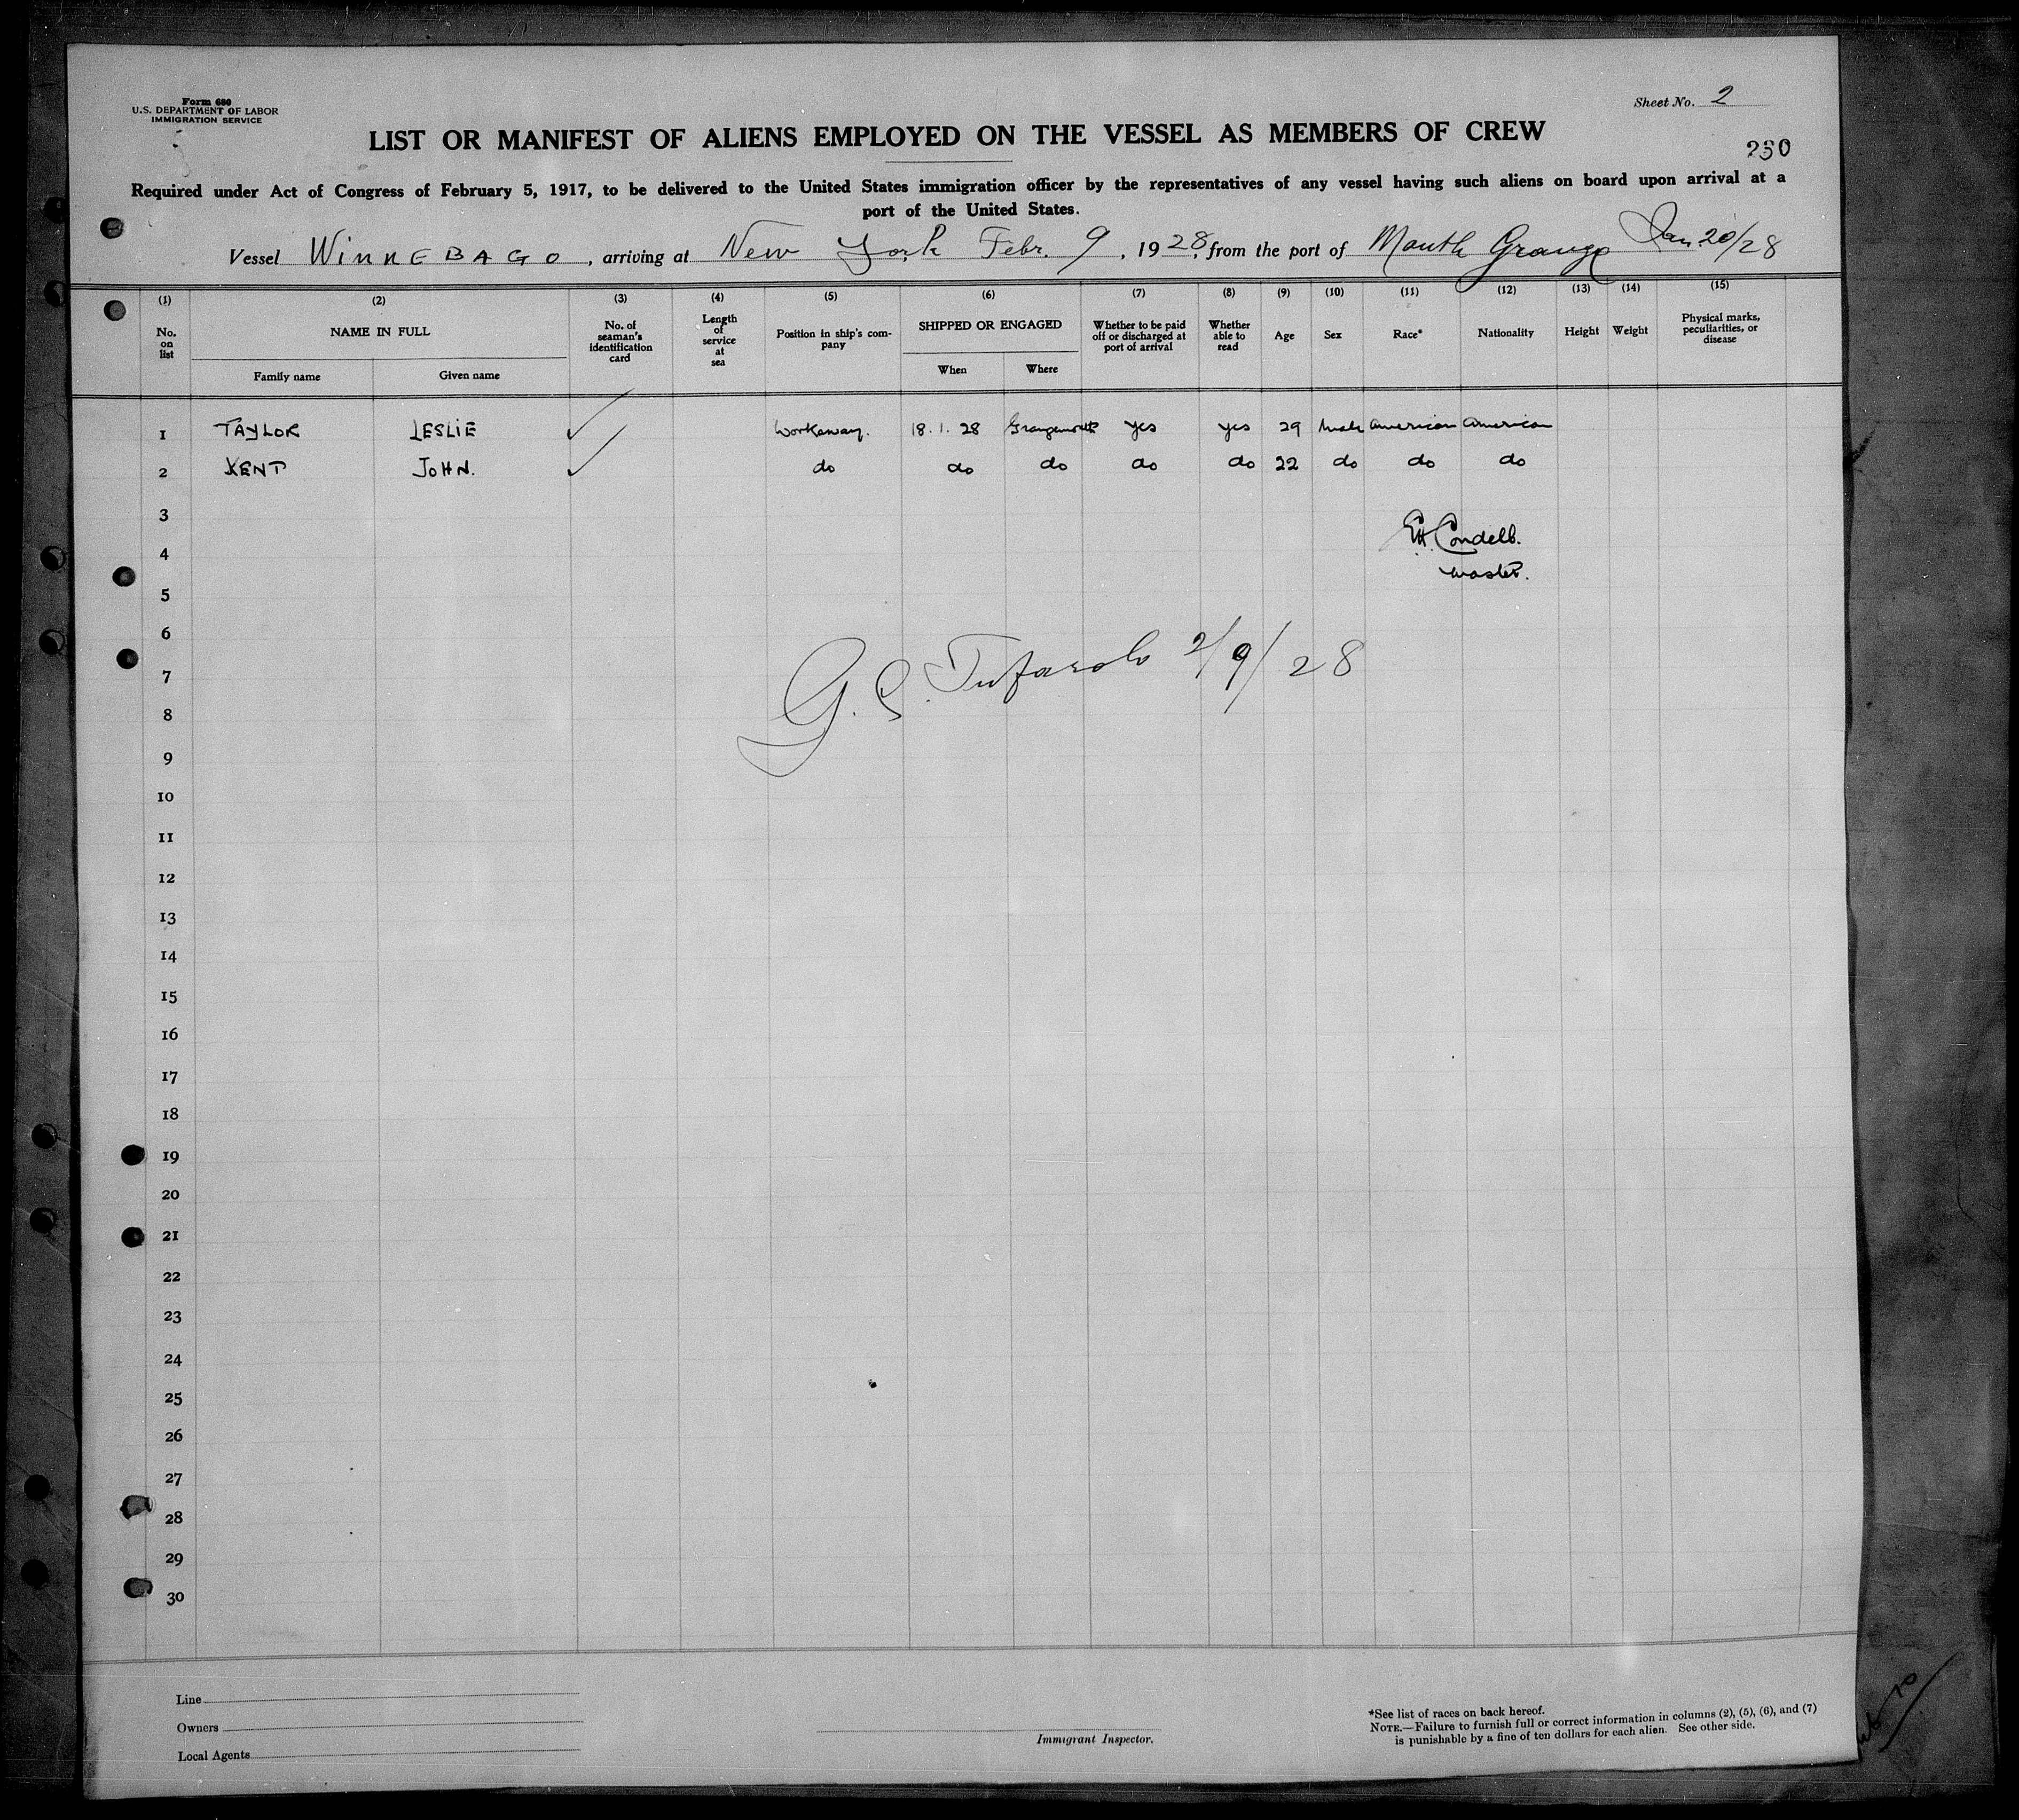 Form 680
U.S. DEPARTMENT OF LABOR
IMMIGRATION SERVICE
Sheet No. 2
LIST OR MANIFEST OF ALIENS EMPLOYED ON THE VESSEL AS MEMBERS OF CREW
230
Required under Act of Congress of February 5, 1917, to be delivered to the United States immigration officer by the representatives of any vessel having such aliens on board upon arrival at a
port of the United States.
Vessel WINNEBAGO, arriving at New York Febr. 9, 1928, from the port of Mouth Grange Jan 20/28
(1) (2) (3) (4) (5) (6) (7) (8) (9) (10) (11) (12) (13) (14) (15)
No. on list NAME IN FULL Family name Given name No. of seaman's identification card Length of service at sea Position in ship's company SHIPPED OR ENGAGED When Where Whether to be paid off or discharged at port of arrival Whether able to read Age Sex Race* Nationality Height Weight Physical marks, peculiarities, or disease
1 TAYLOR LESLIE ✓ Workaway. 18.1.28 Grangemouth yes yes 29 Male American American
2 KENT JOHN. ✓ do do do do do 22 do do do
3
4 Condell.
master.
5
6
7 G. 2/9/28
8
9
10
11
12
13
14
15
16
17
18
19
20
21
22
23
24
25
26
27
28
29
30
Line
Owners
Local Agents
Immigrant Inspector.
*See list of races on back hereof.
NOTE.—Failure to furnish full or correct information in columns (2), (5), (6), and (7)
is punishable by a fine of ten dollars for each alien. See other side.